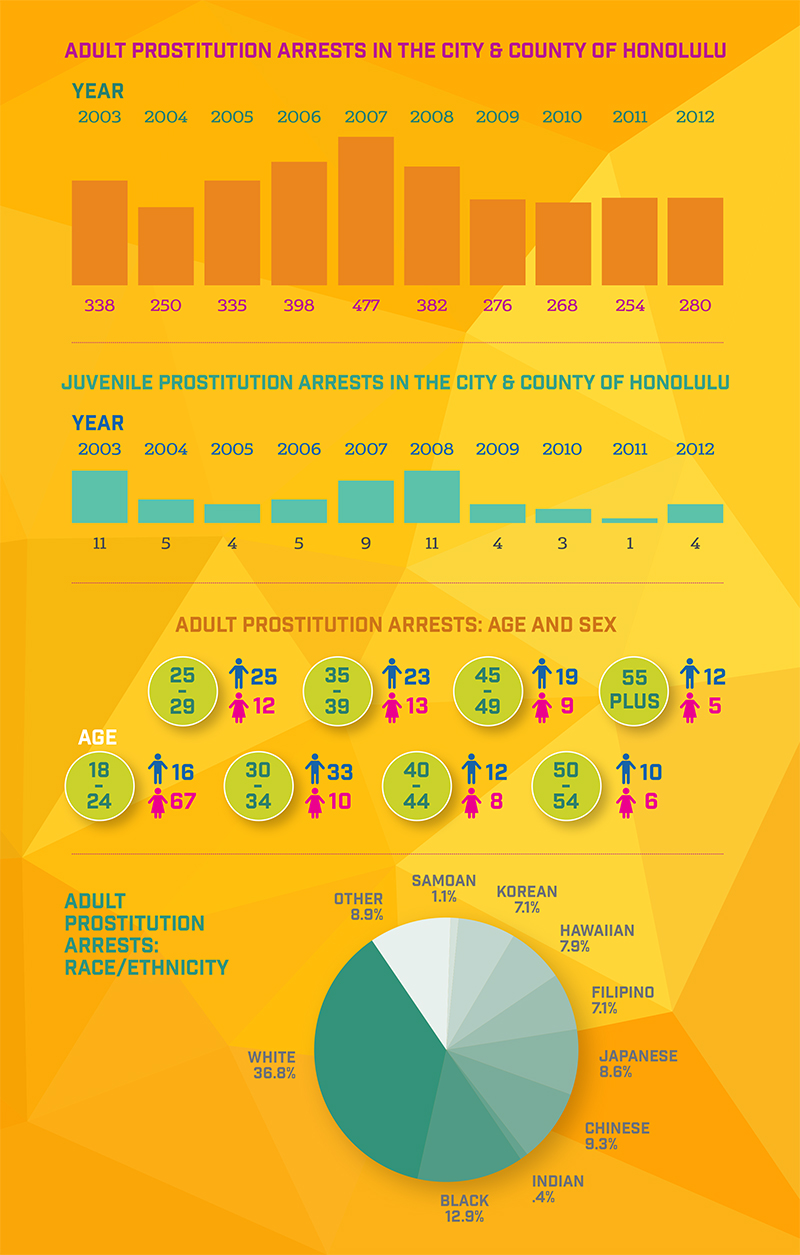 ADULT PROSTITUTION ARRESTS IN THE CITY & COUNTY OF HONOLULU
YEAR
2003 2004 2005 2006 2007 2008 2009 2010 2011 2012
338 250 335 398 477 382 276 268 254 280
JUVENILE PROSTITUTION ARRESTS IN THE CITY & COUNTY OF HONOLULU
YEAR
2003 2004 2005 2006 2007 2008 2009 2010 2011 2012
11 5 4 5 9 11 4 3 1 4
ADULT PROSTITUTION ARRESTS: AGE AND SEX
25
-
29
25
12
35
-
39
23
13
45
-
49
19
9
55
PLUS
12
5
AGE
18
-
24
16
67
30
-
34
33
10
40
-
44
12
8
50
-
54
10
6
ADULT
PROSTITUTION
ARRESTS:
RACE/ETHNICITY
OTHER
8.9%
SAMOAN
1.1%
KOREAN
7.1%
HAWAIIAN
7.9%
FILIPINO
7.1%
JAPANESE
8.6%
CHINESE
9.3%
INDIAN
.4%
BLACK
12.9%
WHITE
36.8%